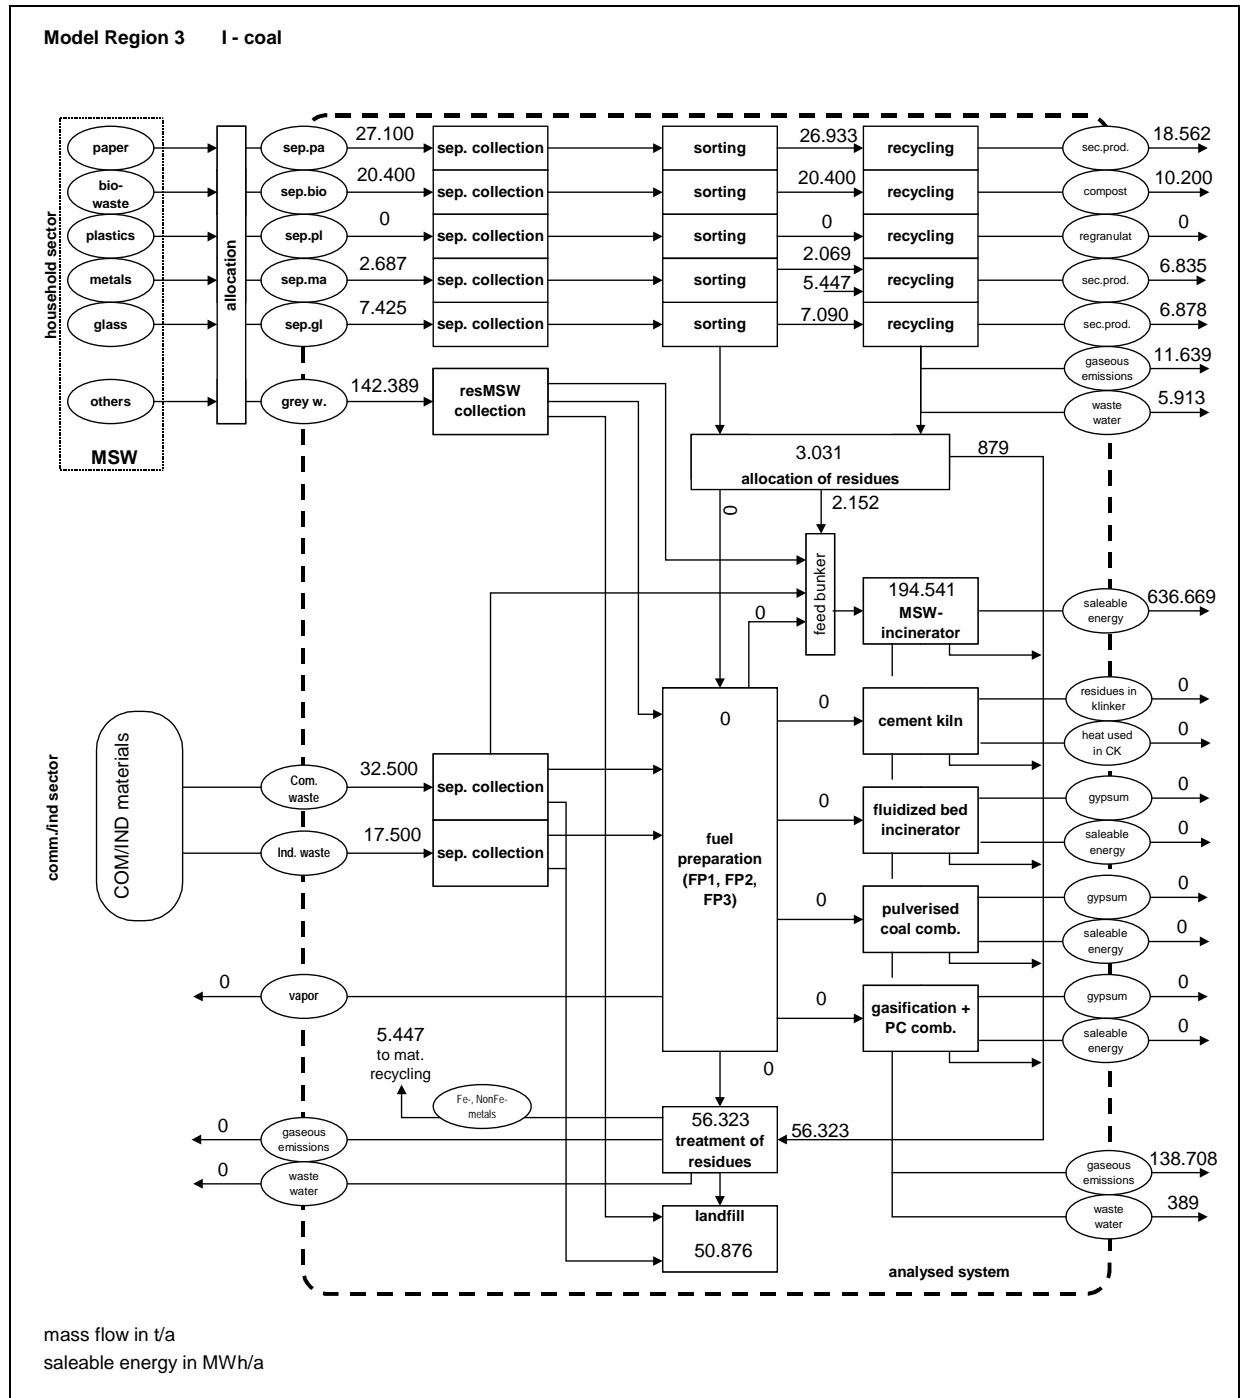 Model Region 3 I - coal
household sector
paper
bio-
waste
plastics
metals
glass
others
MSW
allocation
sep.pa
27.100
sep. collection
sorting
26.933
recycling
sec.prod.
18.562
sep.bio
20.400
sep. collection
sorting
20.400
recycling
compost
10.200
sep.pl
0
sep. collection
sorting
0
recycling
regranulat
0
sep.ma
2.687
sep. collection
sorting
2.069
5.447
recycling
sec.prod.
6.835
sep.gl
7.425
sep. collection
sorting
7.090
recycling
sec.prod.
6.878
gaseous
emissions
11.639
waste
water
5.913
grey w.
142.389
resMSW
collection
3.031
allocation of residues
879
0
2.152
feed bunker
0
194.541
MSW-
incinerator
saleable
energy
636.669
comm./ind sector
COM/IND materials
Com.
waste
32.500
sep. collection
Ind. waste
17.500
sep. collection
0
fuel
preparation
(FP1, FP2,
FP3)
0
cement kiln
residues in
klinker
0
heat used
in CK
0
0
fluidized bed
incinerator
gypsum
0
saleable
energy
0
0
pulverised
coal comb.
gypsum
0
saleable
energy
0
0
gasification +
PC comb.
gypsum
0
saleable
energy
0
0
vapor
5.447
to mat.
recycling
Fe-, NonFe-
metals
0
56.323
treatment of
residues
56.323
0
gaseous
emissions
0
waste
water
landfill
50.876
gaseous
emissions
138.708
waste
water
389
analysed system
mass flow in t/a
saleable energy in MWh/a